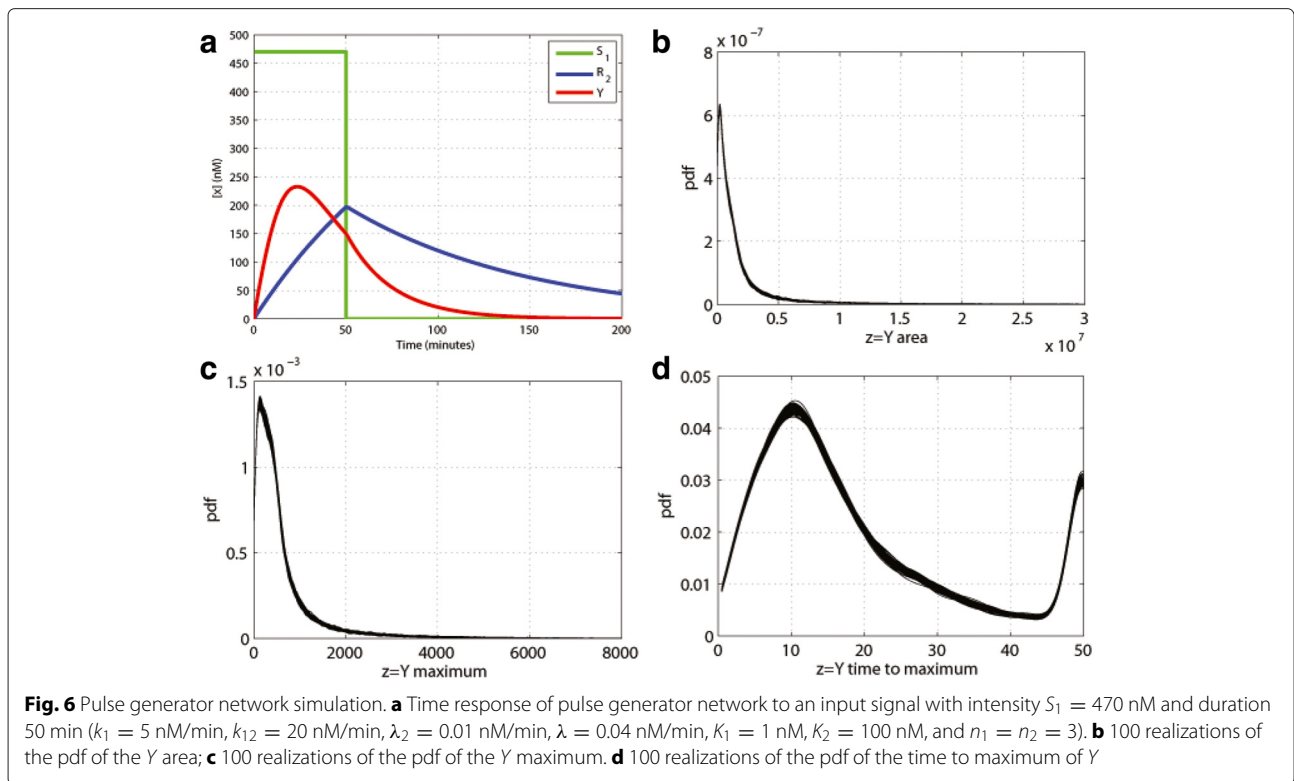 a
500
450
400
350
300
250
200
150
100
50
0
[x] (nM)
0 50 100 150 200
Time (minutes)
S1
R2
Y
b
x 10 −7
8
6
4
2
0
pdf
0 0.5 1 1.5 2 2.5 3
x 10 7
z=Y area
c
x 10 −3
1.5
1
0.5
0
pdf
0 2000 4000 6000 8000
z=Y maximum
d
0.05
0.04
0.03
0.02
0.01
0
pdf
0 10 20 30 40 50
z=Y time to maximum
Fig. 6 Pulse generator network simulation. a Time response of pulse generator network to an input signal with intensity S1 = 470 nM and duration
50 min (k1 = 5 nM/min, k12 = 20 nM/min, λ2 = 0.01 nM/min, λ = 0.04 nM/min, K1 = 1 nM, K2 = 100 nM, and n1 = n2 = 3). b 100 realizations of
the pdf of the Y area; c 100 realizations of the pdf of the Y maximum. d 100 realizations of the pdf of the time to maximum of Y